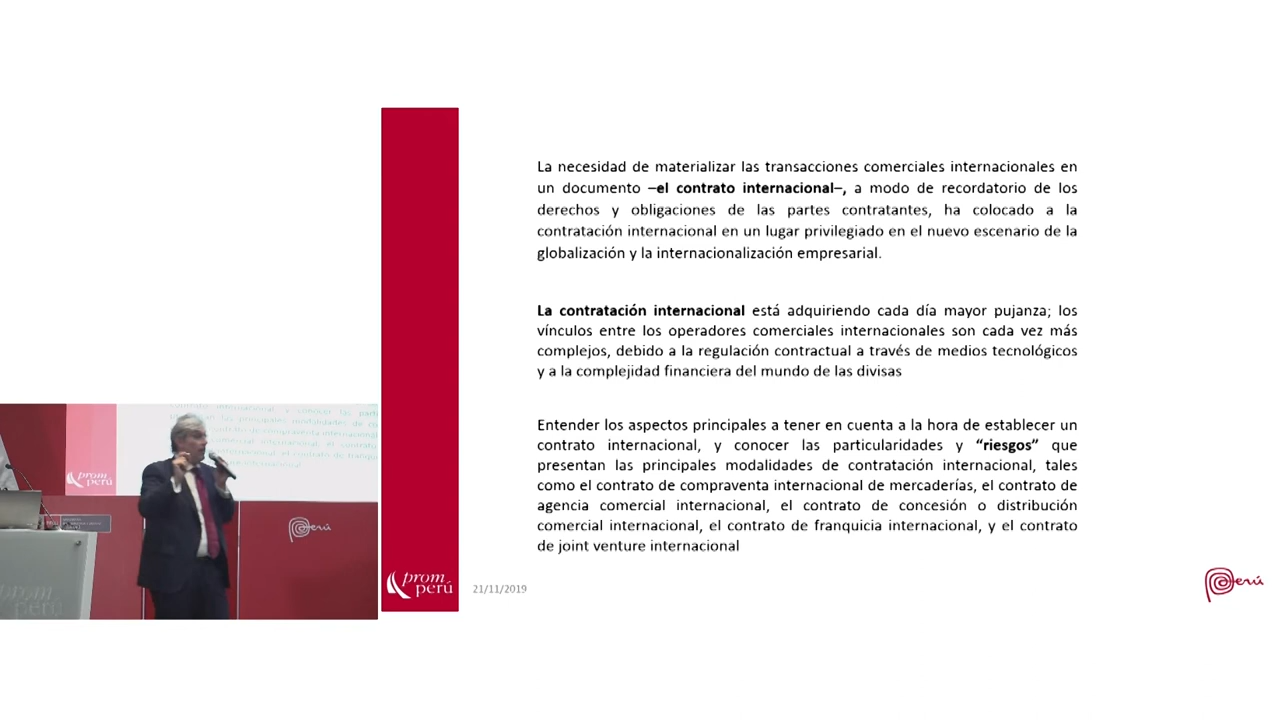 La necesidad de materializar las transacciones comerciales internacionales en
un documento –el contrato internacional–, a modo de recordatorio de los
derechos y obligaciones de las partes contratantes, ha colocado a la
contratación internacional en un lugar privilegiado en el nuevo escenario de la
globalización y la internacionalización empresarial.
La contratación internacional está adquiriendo cada día mayor pujanza; los
vínculos entre los operadores comerciales internacionales son cada vez más
complejos, debido a la regulación contractual a través de medios tecnológicos
y a la complejidad financiera del mundo de las divisas
Entender los aspectos principales a tener en cuenta a la hora de establecer un
contrato internacional, y conocer las particularidades y “riesgos” que
presentan las principales modalidades de contratación internacional, tales
como el contrato de compraventa internacional de mercaderías, el contrato de
agencia comercial internacional, el contrato de concesión o distribución
comercial internacional, el contrato de franquicia internacional, y el contrato
de joint venture internacional
prom
perú
21/11/2019
Perú
prom
perú
Perú
prom
perú